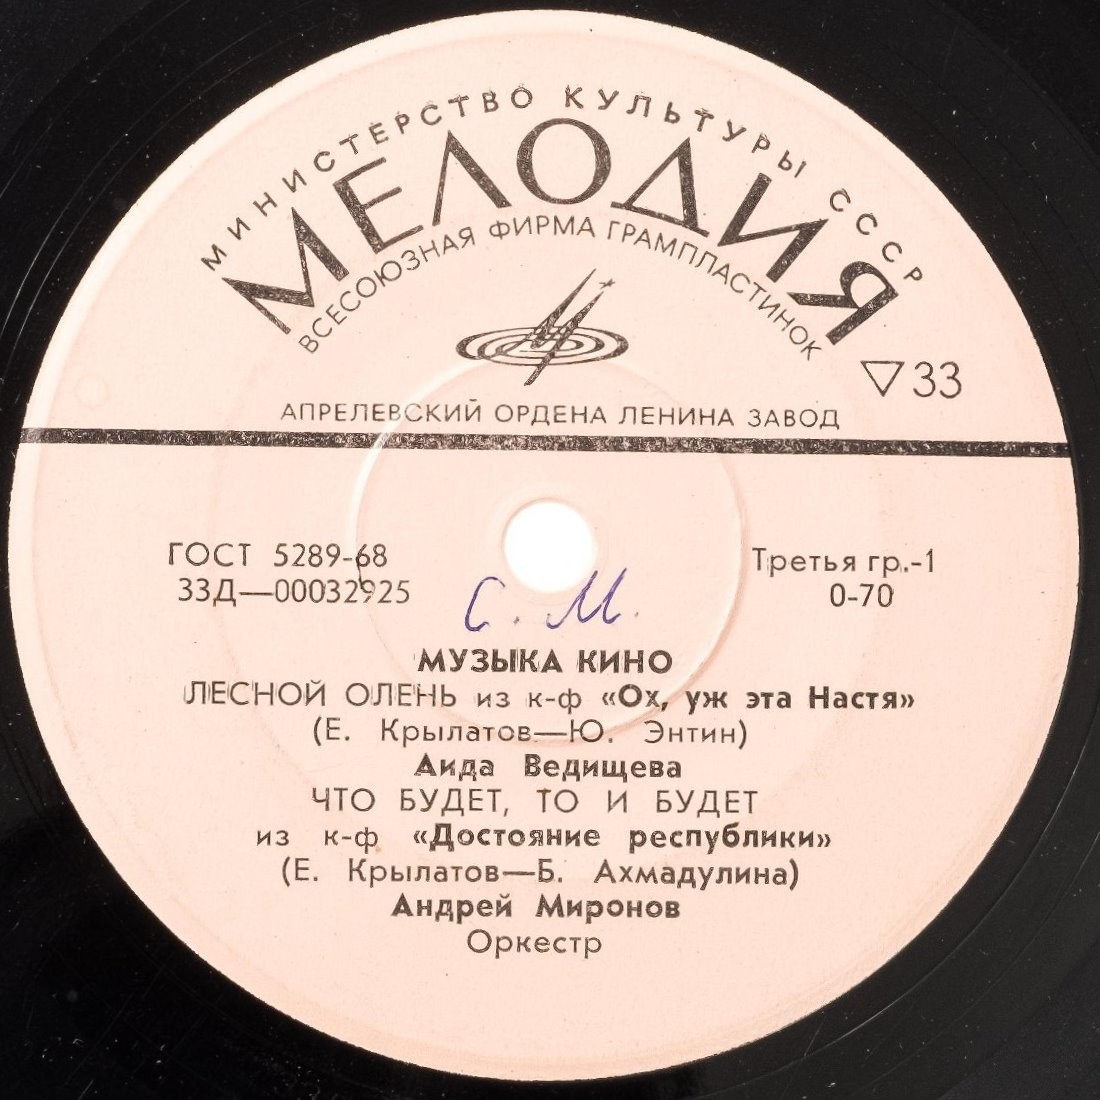 МИНИСТЕРСТВО КУЛЬТУРЫ СССР
МЕЛОДИЯ
ВСЕСОЮЗНАЯ ФИРМА ГРАМПЛАСТИНОК
▽33
АПРЕЛЕВСКИЙ ОРДЕНА ЛЕНИНА ЗАВОД
ГОСТ 5289-68
Третья гр.-1
33Д—00032925
0-70
С. М.
МУЗЫКА КИНО
ЛЕСНОЙ ОЛЕНЬ из к-ф «Ох, уж эта Настя»
(Е. Крылатов—Ю. Энтин)
Аида Ведищева
ЧТО БУДЕТ, ТО И БУДЕТ
из к-ф «Достояние республики»
(Е. Крылатов—Б. Ахмадулина)
Андрей Миронов
Оркестр